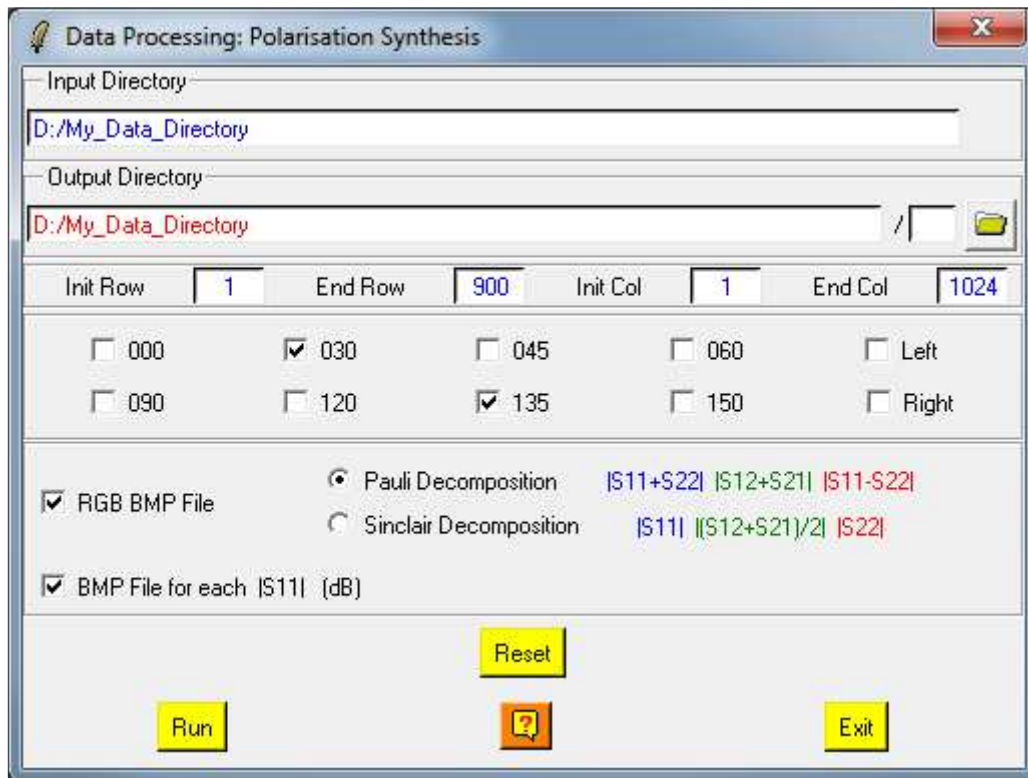 Data Processing: Polarisation Synthesis
Input Directory
D:/My_Data_Directory
Output Directory
D:/My_Data_Directory /
Init Row 1 End Row 900 Init Col 1 End Col 1024
000 030 045 060 Left
090 120 135 150 Right
RGB BMP File
Pauli Decomposition |S11+S22| |S12+S21| |S11-S22|
Sinclair Decomposition |S11| |(S12+S21)/2| |S22|
BMP File for each |S11| (dB)
Reset
Run ? Exit